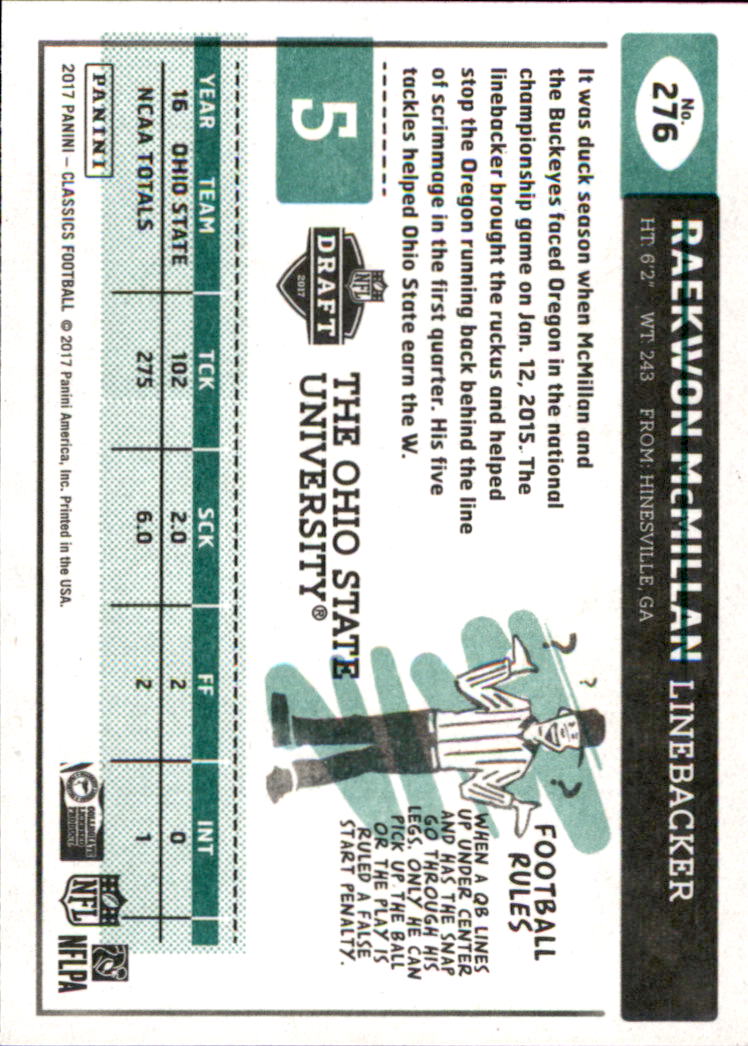 No.
276
RAEKWON McMILLAN LINEBACKER
HT: 6'2" WT: 243 FROM: HINESVILLE, GA
It was duck season when McMillan and
the Buckeyes faced Oregon in the national
championship game on Jan. 12, 2015. The
linebacker brought the ruckus and helped
stop the Oregon running back behind the line
of scrimmage in the first quarter. His five
tackles helped Ohio State earn the W.
? ? ?
FOOTBALL
RULES
WHEN A QB LINES
UP UNDER CENTER
AND HAS THE SNAP
GO THROUGH HIS
LEGS, ONLY HE CAN
PICK UP THE BALL
OR THE PLAY IS
RULED A FALSE
START PENALTY.
5
NFL
DRAFT
2017
THE OHIO STATE
UNIVERSITY®
YEAR TEAM TCK SCK FF INT
16 OHIO STATE 102 2.0 2 0
NCAA TOTALS 275 6.0 2 1
PANINI
2017 PANINI – CLASSICS FOOTBALL © 2017 Panini America, Inc. Printed in the USA.
COLLEGIATE
LICENSED
PRODUCT
NFL
NFLPA